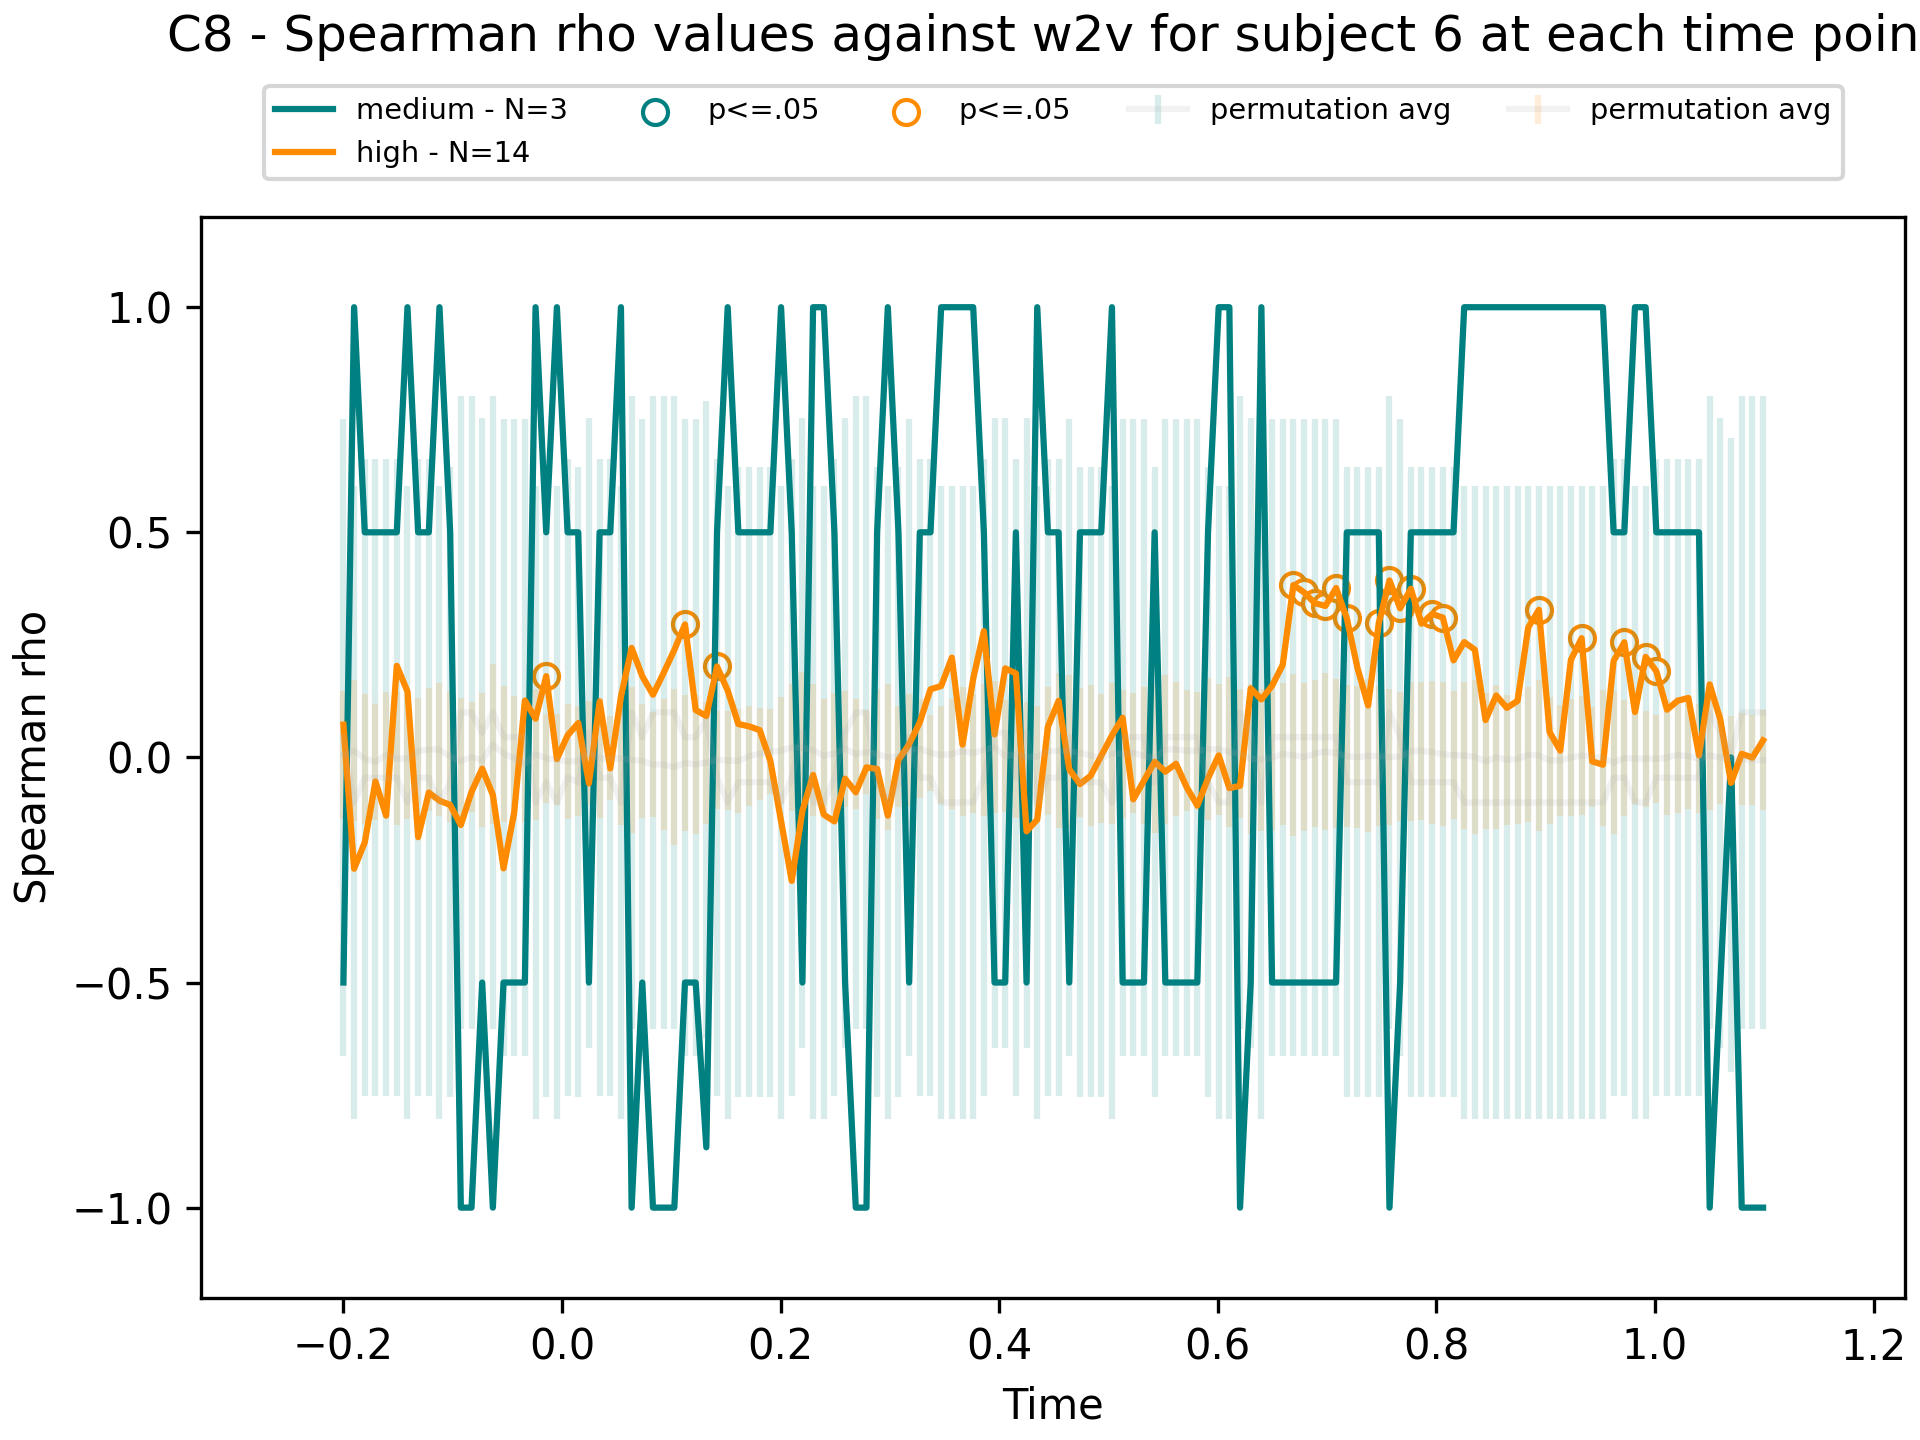 C8 - Spearman rho values against w2v for subject 6 at each time poin
medium - N=3
high - N=14
p<=.05
p<=.05
permutation avg
permutation avg
Spearman rho
1.0
0.5
0.0
−0.5
−1.0
−0.2 0.0 0.2 0.4 0.6 0.8 1.0 1.2
Time